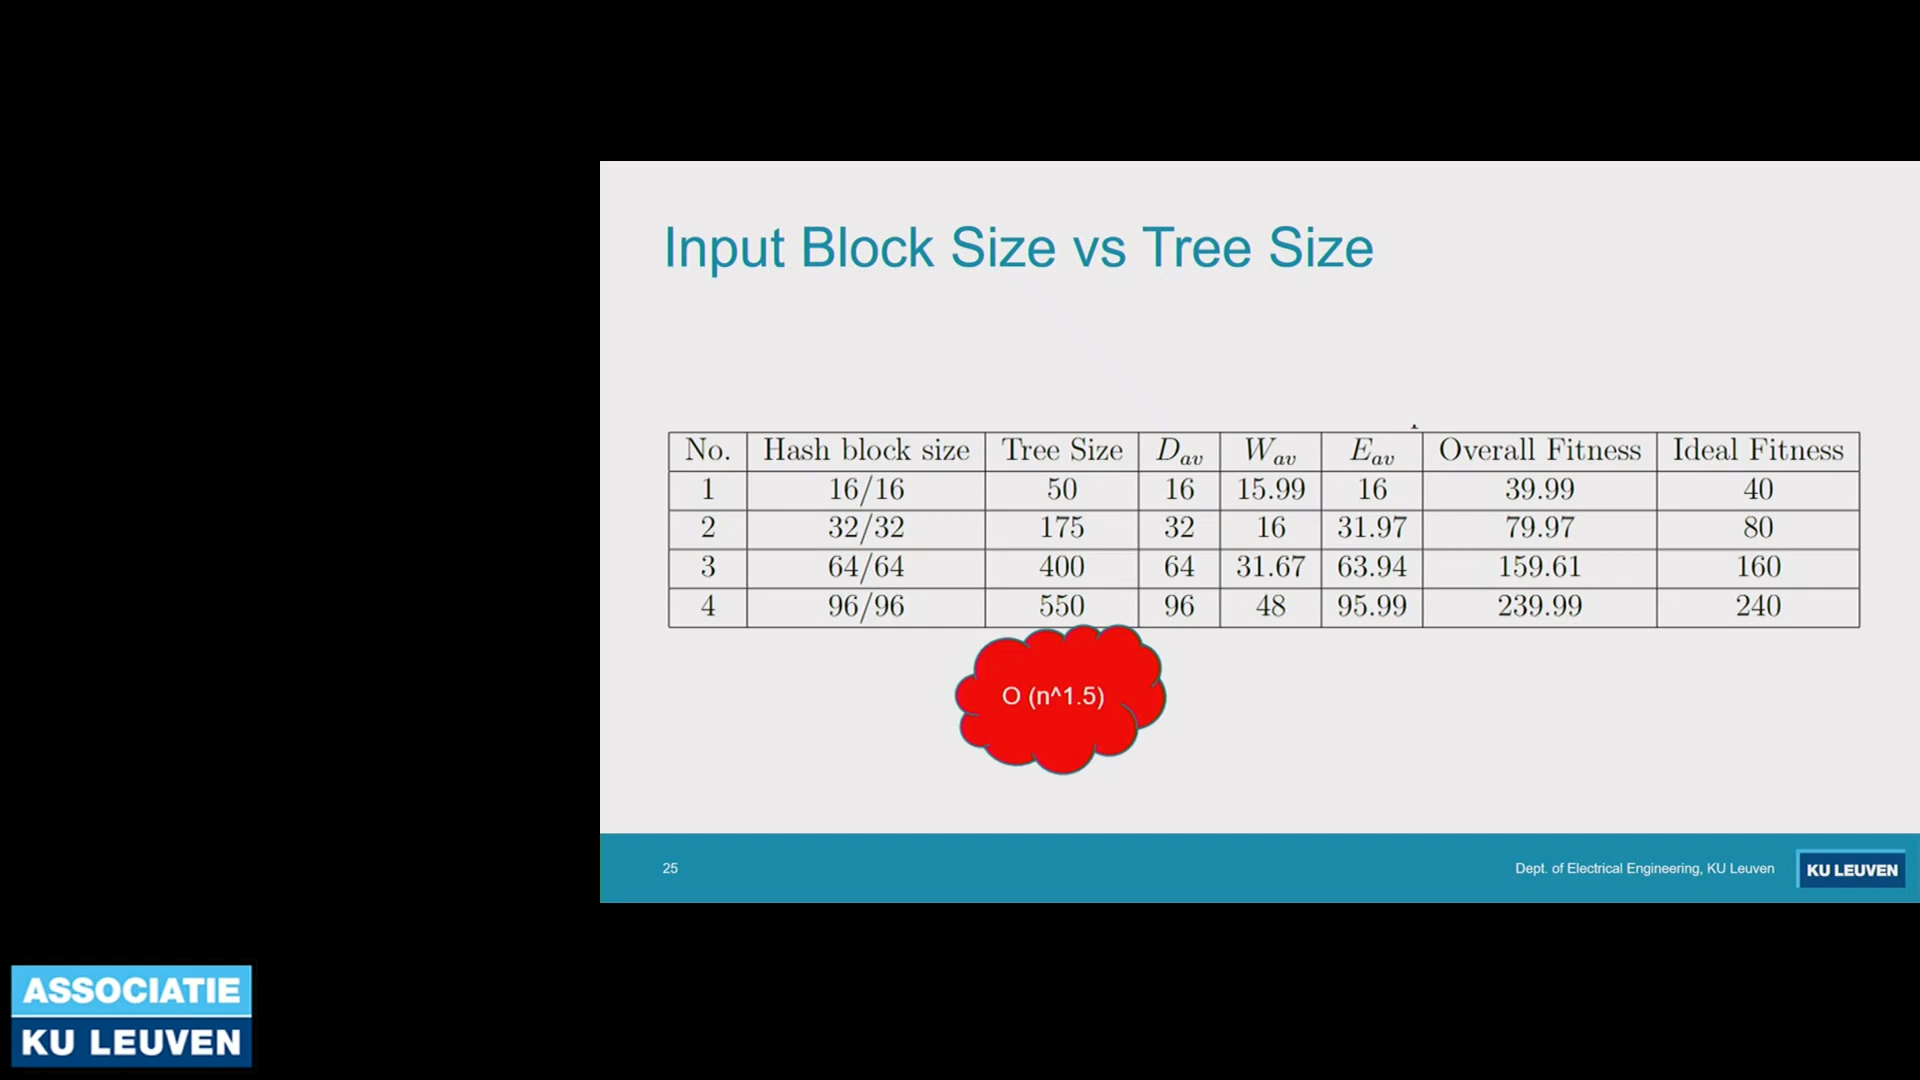 Input Block Size vs Tree Size
No. Hash block size Tree Size Dav Wav Eav Overall Fitness Ideal Fitness
1 16/16 50 16 15.99 16 39.99 40
2 32/32 175 32 16 31.97 79.97 80
3 64/64 400 64 31.67 63.94 159.61 160
4 96/96 550 96 48 95.99 239.99 240
O (n^1.5)
25 Dept. of Electrical Engineering, KU Leuven KU LEUVEN
ASSOCIATIE
KU LEUVEN